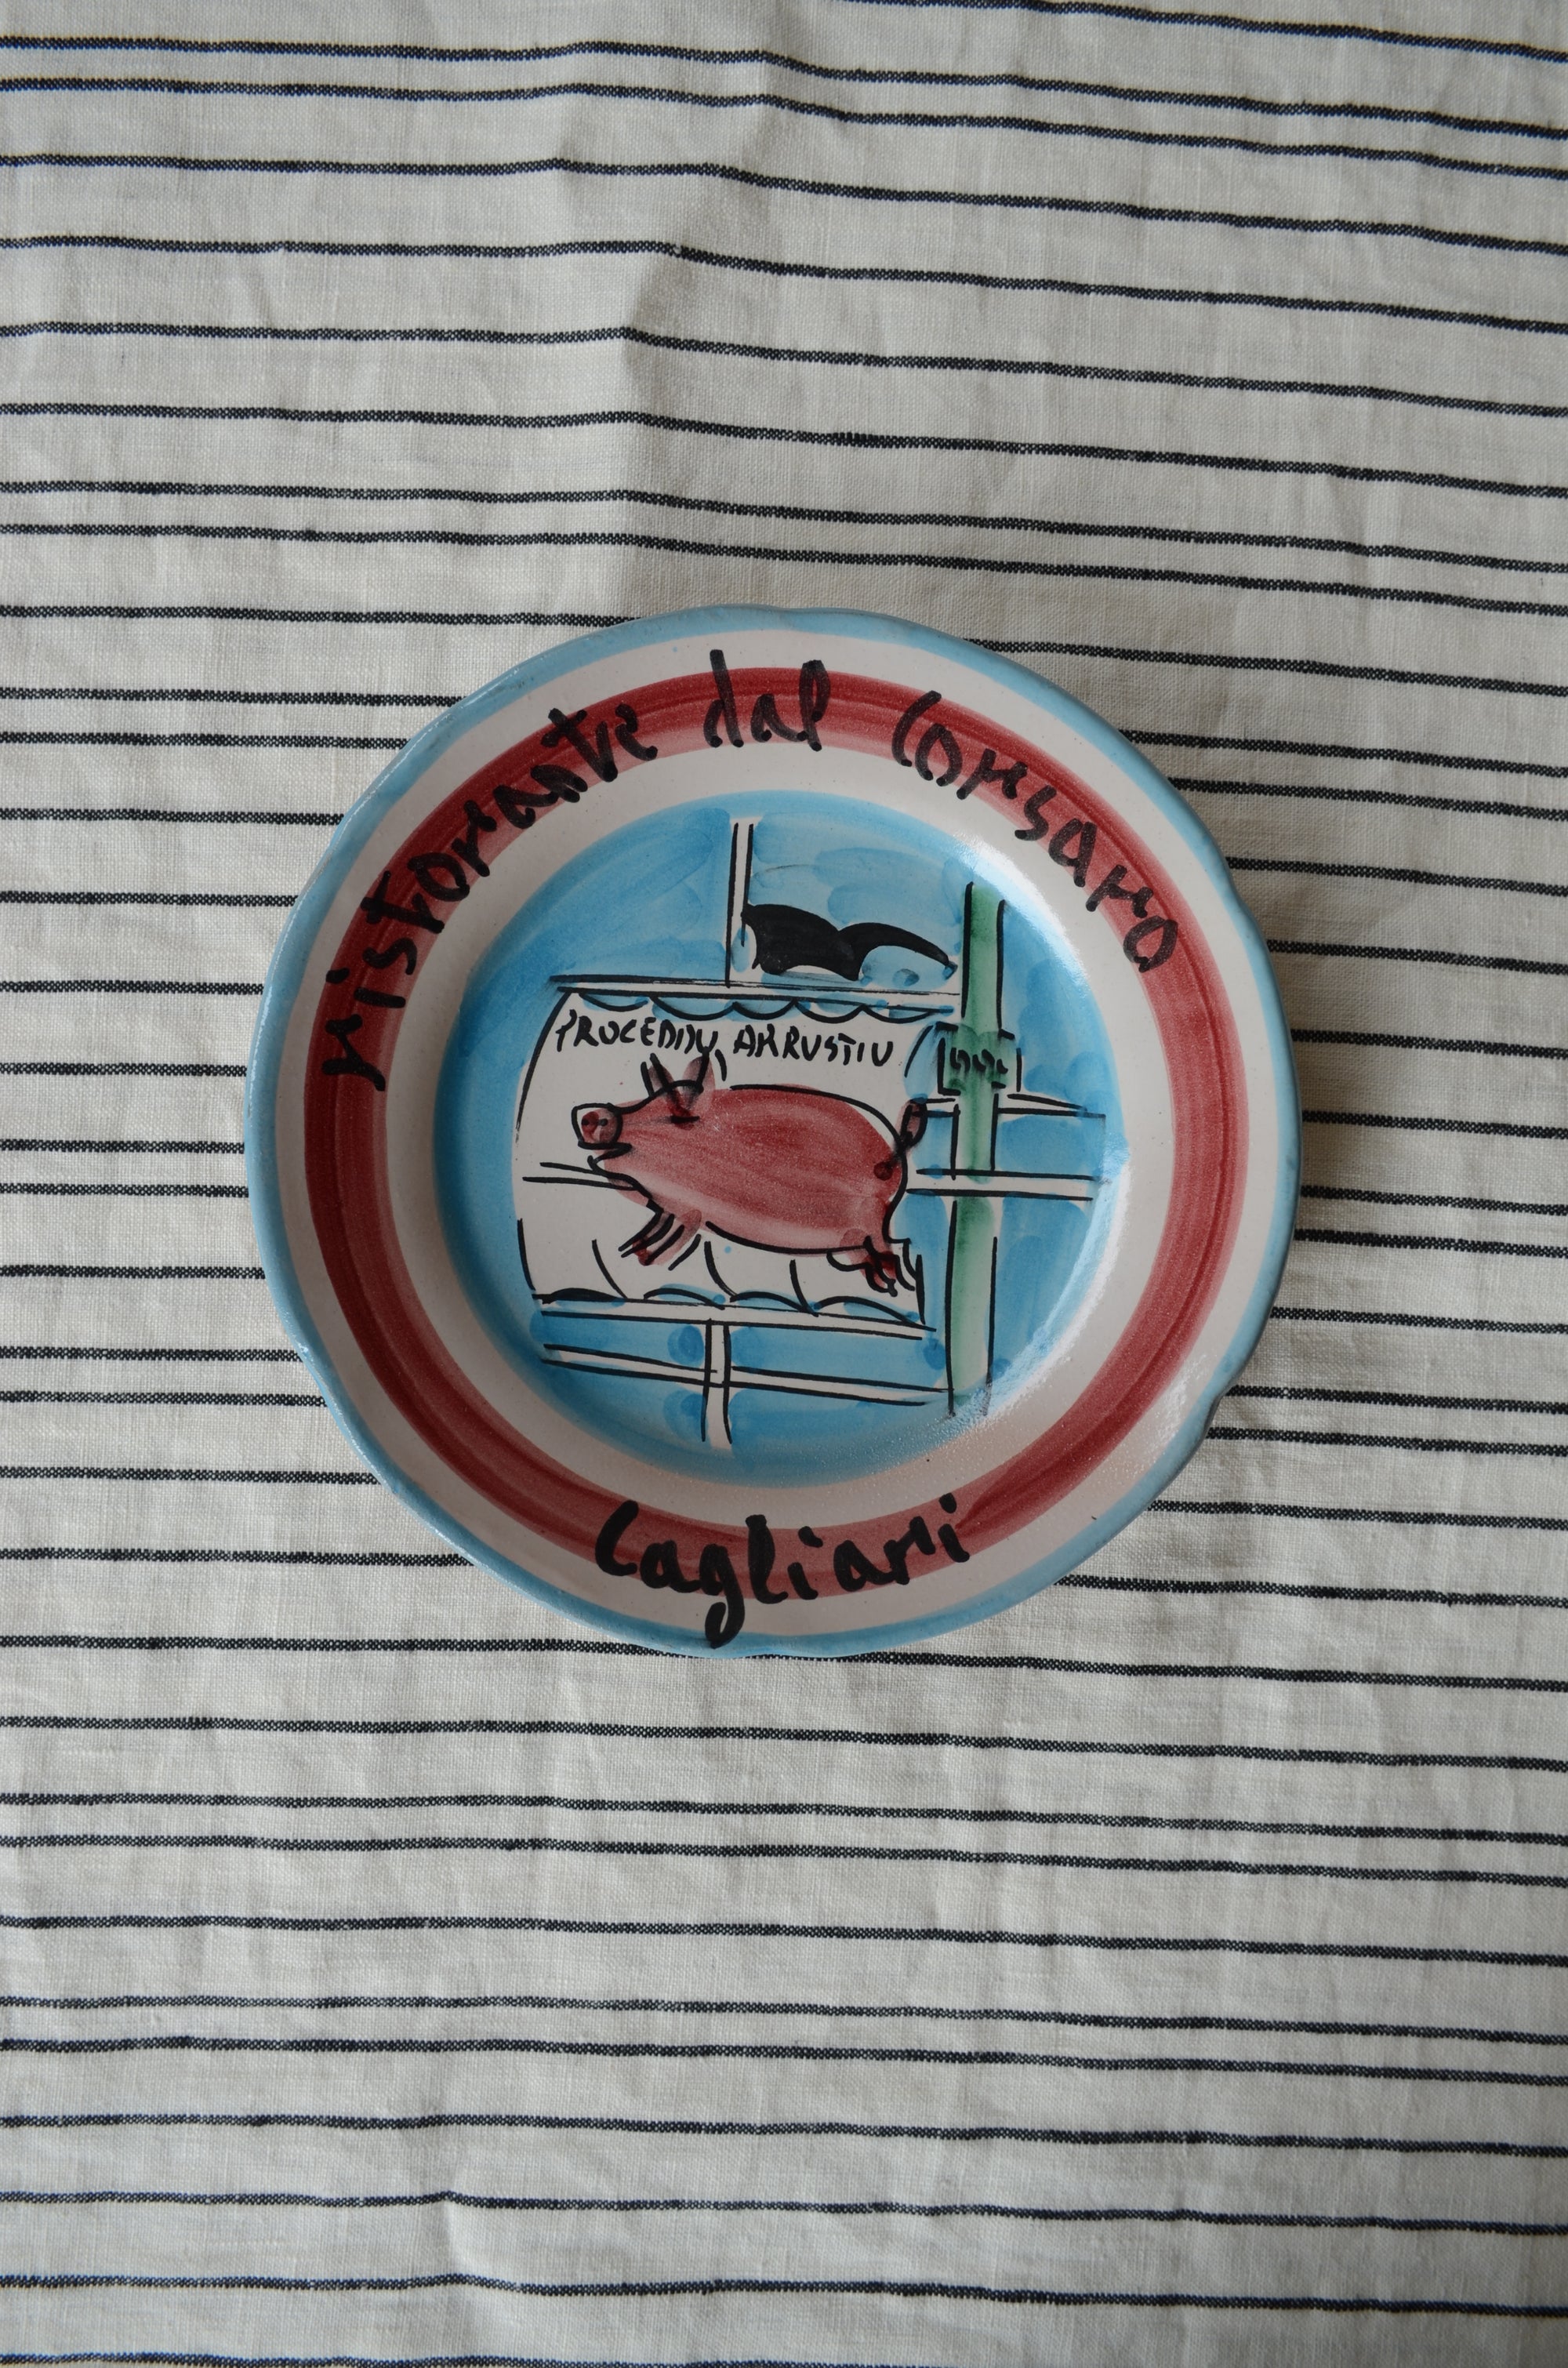 Ristorante dal Corsaro
PROCEDDU ARRUSTIU
Cagliari